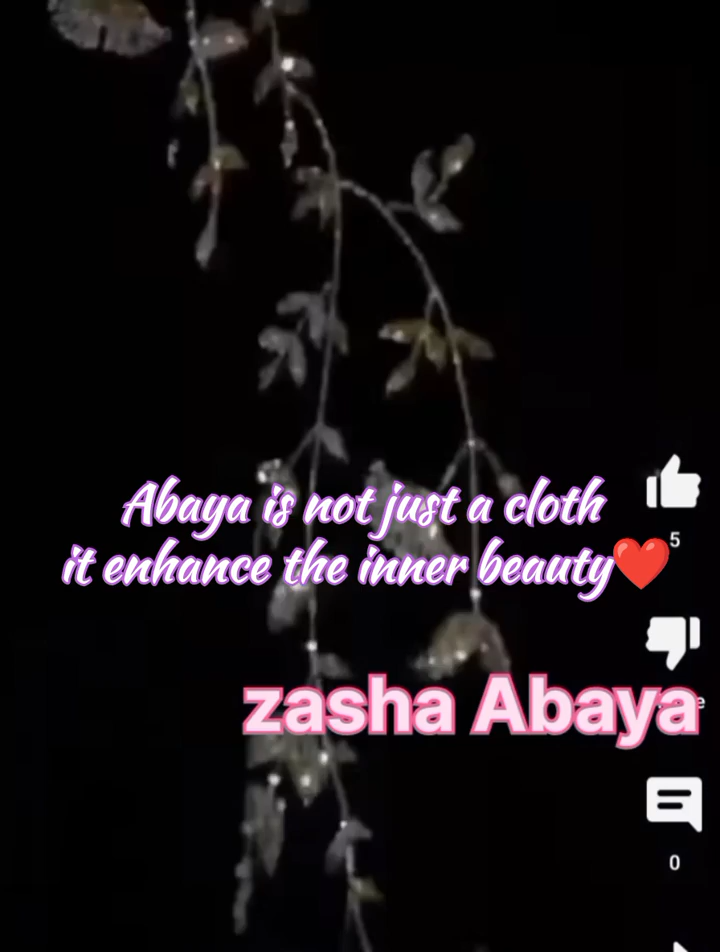 Abaya is not just a cloth
it enhance the inner beauty❤️
5
zasha Abaya
0